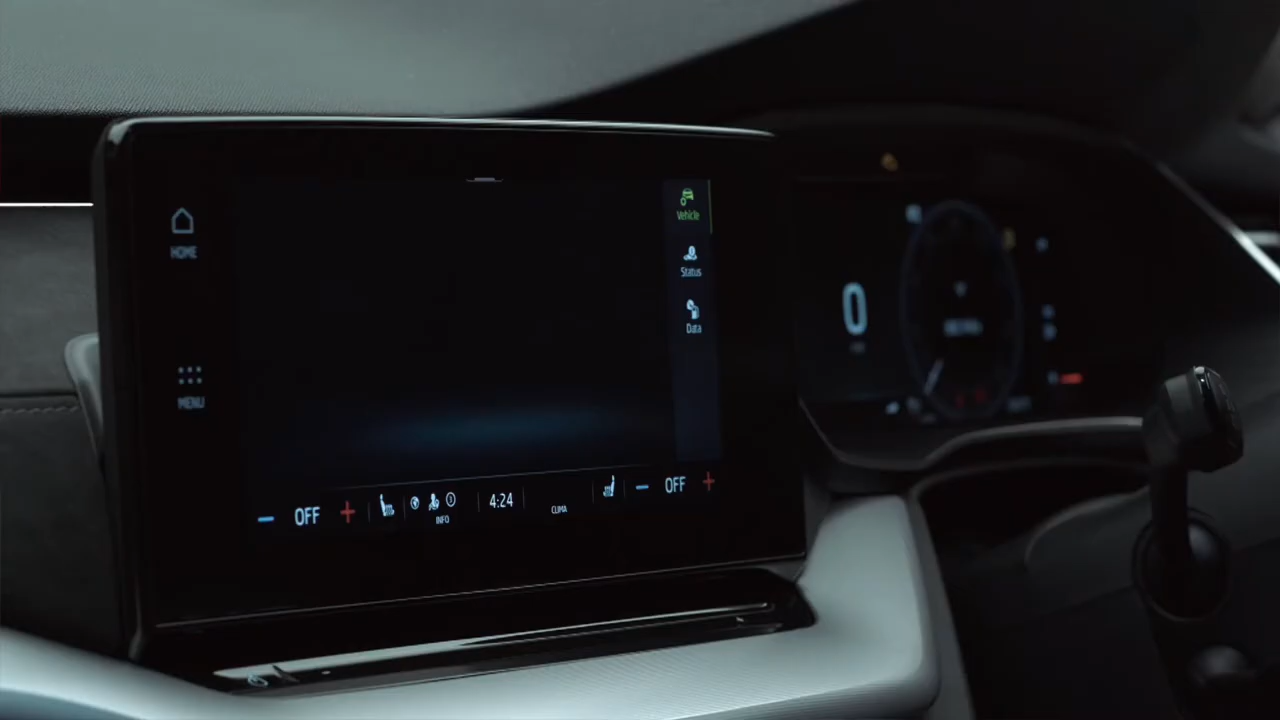 HOME
MENU
Vehicle
Status
Data
OFF
INFO
4:24
CLIMA
OFF
0